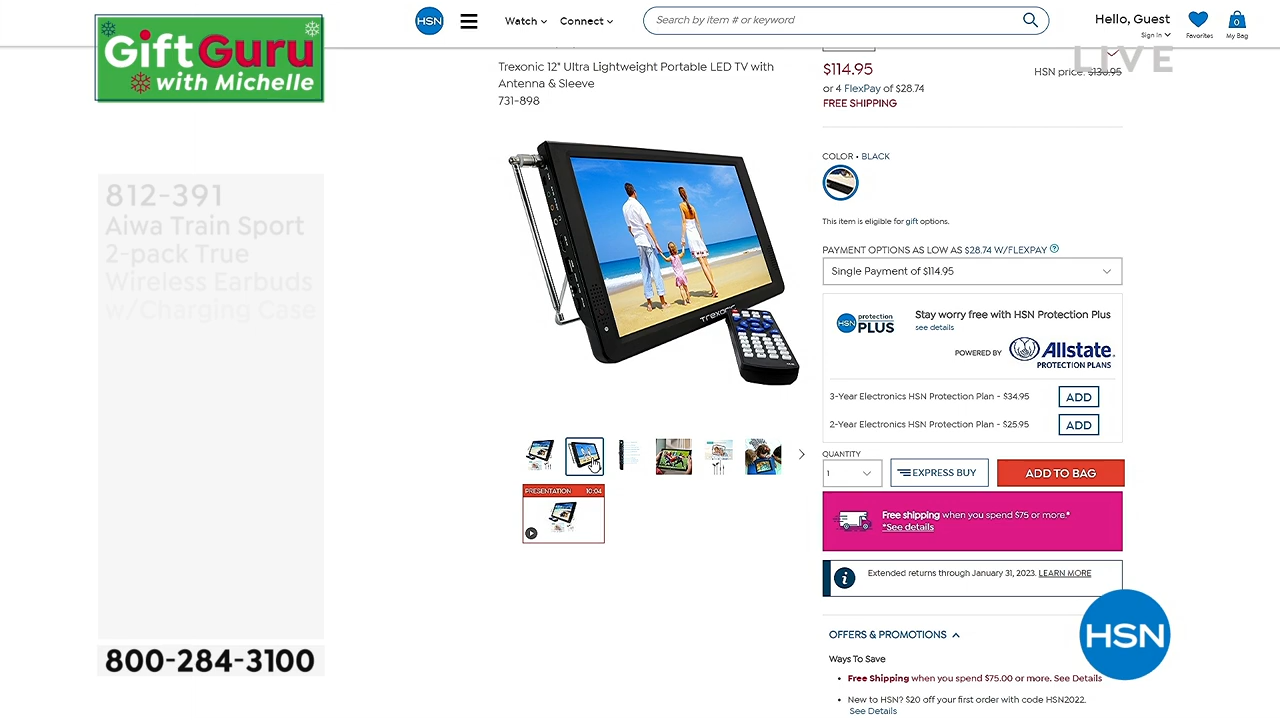 Gift Guru
with Michelle
HSN
Watch
Connect
Search by item # or keyword
Hello, Guest
Sign In
Favorites
0
My Bag
LIVE
Trexonic 12" Ultra Lightweight Portable LED TV with
Antenna & Sleeve
731-898
$114.95
HSN price: $138.95
or 4 FlexPay of $28.74
FREE SHIPPING
COLOR • BLACK
This item is eligible for gift options.
PAYMENT OPTIONS AS LOW AS $28.74 W/FLEXPAY ?
Single Payment of $114.95
HSN protection PLUS
Stay worry free with HSN Protection Plus
see details
POWERED BY Allstate.
PROTECTION PLANS
3-Year Electronics HSN Protection Plan - $34.95
ADD
2-Year Electronics HSN Protection Plan - $25.95
ADD
QUANTITY
1
EXPRESS BUY
ADD TO BAG
Free shipping when you spend $75 or more.*
*See details
i
Extended returns through January 31, 2023. LEARN MORE
OFFERS & PROMOTIONS
Ways To Save
• Free Shipping when you spend $75.00 or more. See Details
• New to HSN? $20 off your first order with code HSN2022.
See Details
Trexonic
PRESENTATION 10:04
812-391
Aiwa Train Sport
2-pack True
Wireless Earbuds
w/Charging Case
800-284-3100
HSN